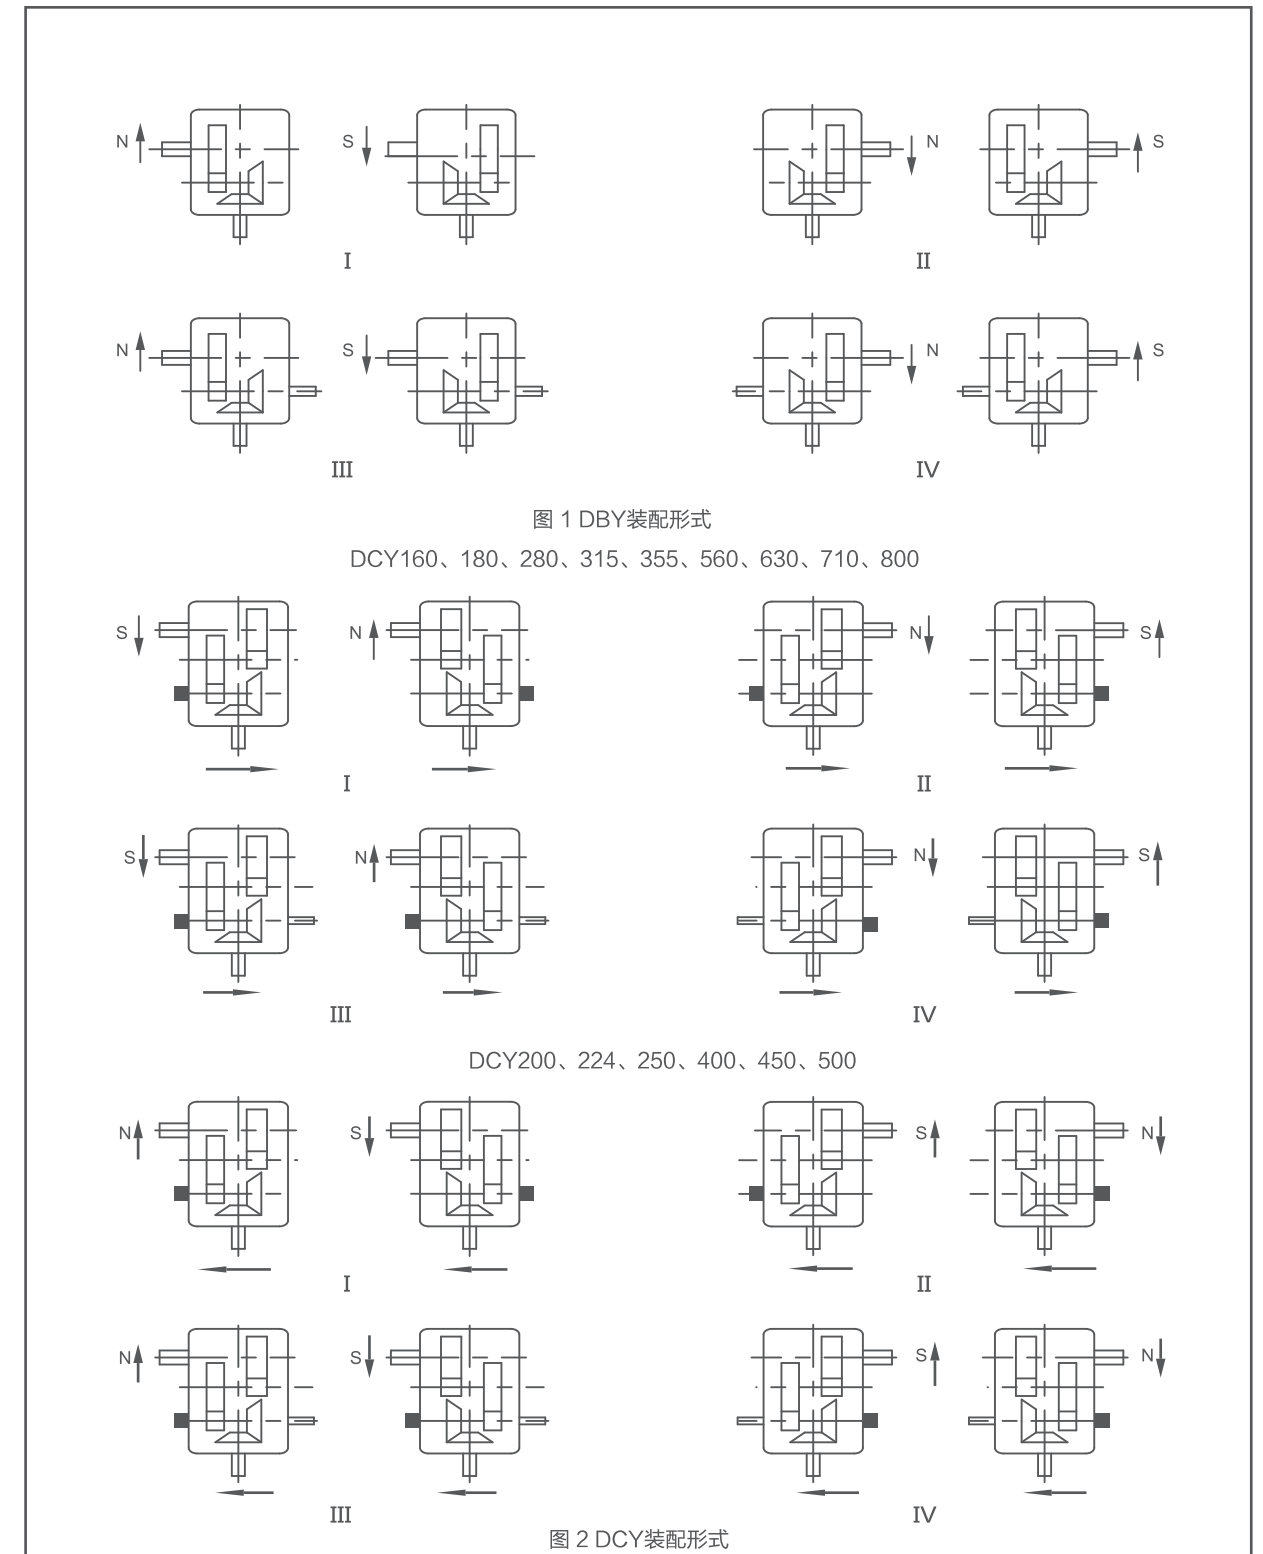 N S N S
I II
N S N S
III IV
图 1 DBY装配形式
DCY160、180、280、315、355、560、630、710、800
S N N S
I II
S N N S
III IV
DCY200、224、250、400、450、500
N S S N
I II
N S S N
III IV
图 2 DCY装配形式